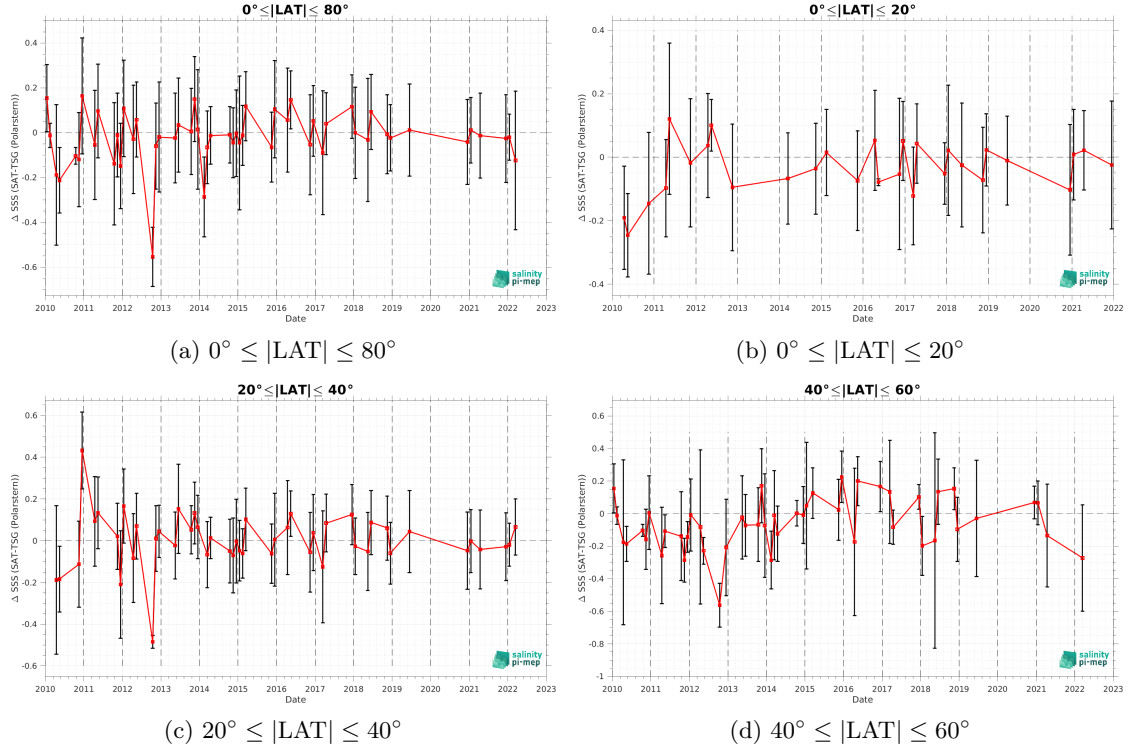 0°≤|LAT|≤ 80°
Δ SSS (SAT-TSG (Polarstern))
0.4
0.2
0
-0.2
-0.4
-0.6
2010 2011 2012 2013 2014 2015 2016 2017 2018 2019 2020 2021 2022 2023
Date
salinity
pi-mep
(a) 0° ≤ |LAT| ≤ 80°
0°≤|LAT|≤ 20°
Δ SSS (SAT-TSG (Polarstern))
0.4
0.2
0
-0.2
-0.4
2010 2011 2012 2013 2014 2015 2016 2017 2018 2019 2020 2021 2022
Date
salinity
pi-mep
(b) 0° ≤ |LAT| ≤ 20°
20°≤|LAT|≤ 40°
Δ SSS (SAT-TSG (Polarstern))
0.6
0.4
0.2
0
-0.2
-0.4
-0.6
2010 2011 2012 2013 2014 2015 2016 2017 2018 2019 2020 2021 2022 2023
Date
salinity
pi-mep
(c) 20° ≤ |LAT| ≤ 40°
40°≤|LAT|≤ 60°
Δ SSS (SAT-TSG (Polarstern))
0.8
0.6
0.4
0.2
0
-0.2
-0.4
-0.6
-0.8
-1
2010 2011 2012 2013 2014 2015 2016 2017 2018 2019 2020 2021 2022 2023
Date
salinity
pi-mep
(d) 40° ≤ |LAT| ≤ 60°